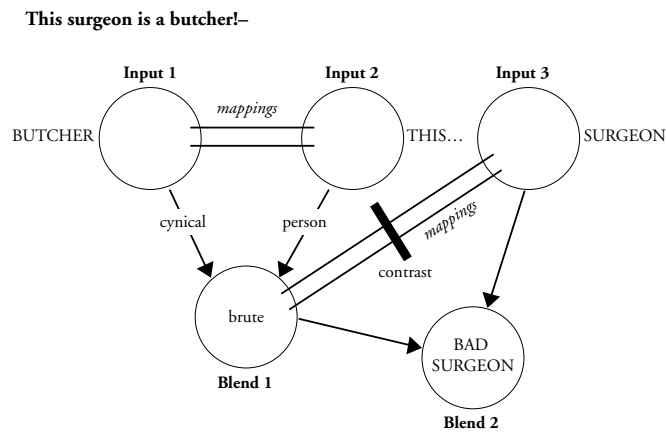 This surgeon is a butcher!–
Input 1
Input 2
Input 3
mappings
BUTCHER
THIS…
SURGEON
cynical
person
mappings
contrast
brute
BAD
SURGEON
Blend 1
Blend 2